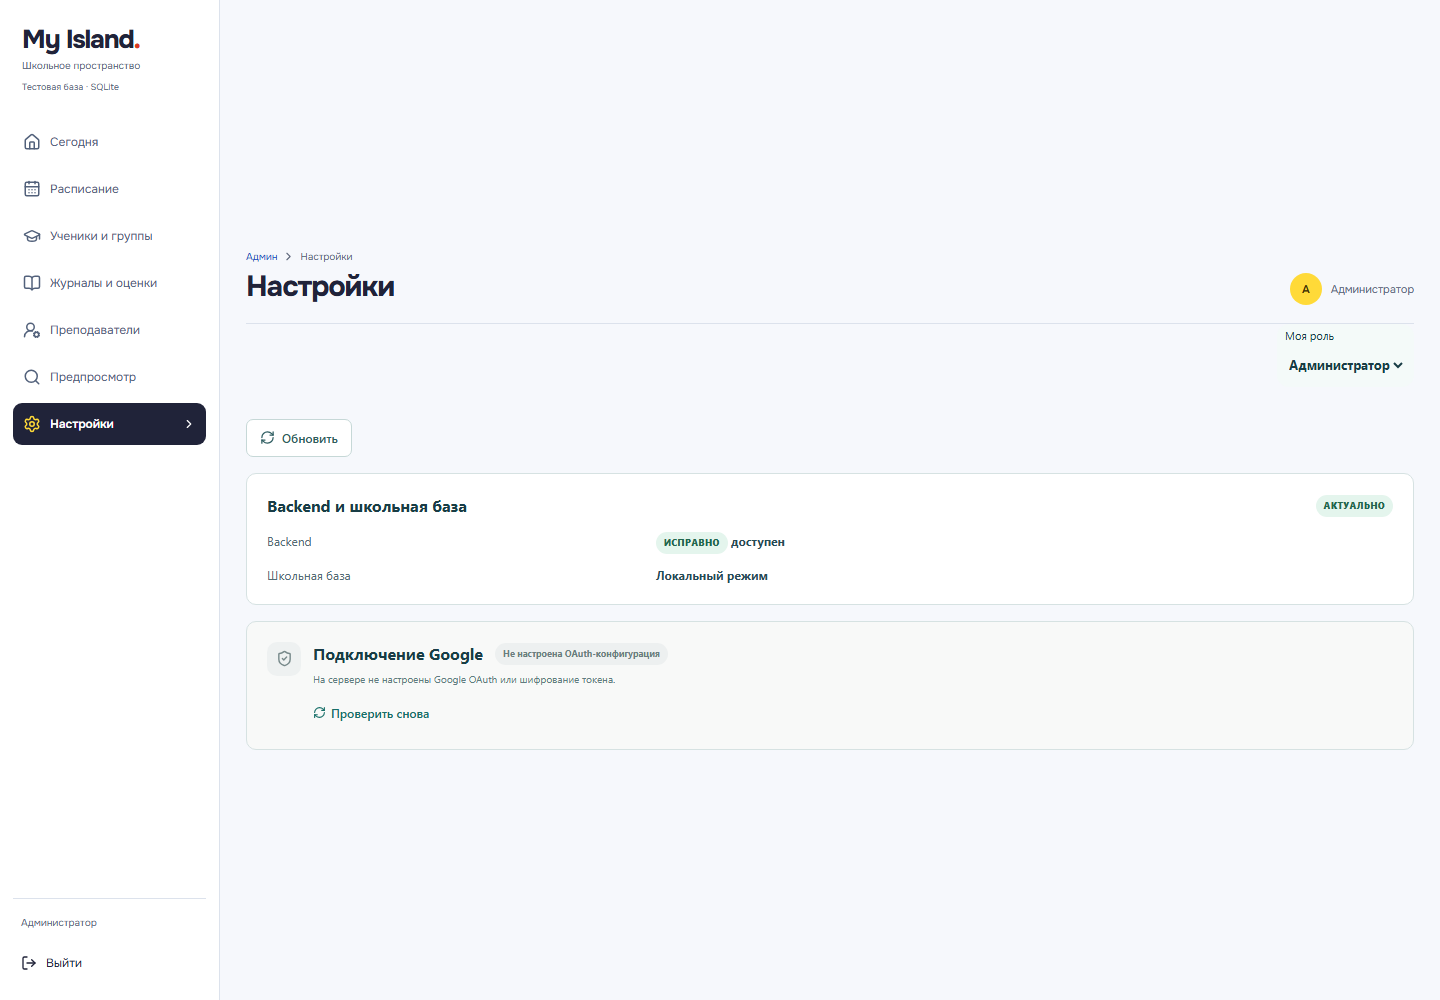 My Island.
Школьное пространство
Тестовая база · SQLite
Сегодня
Расписание
Ученики и группы
Журналы и оценки
Преподаватели
Предпросмотр
Настройки
Администратор
Выйти
Админ > Настройки
Настройки
А Администратор
Моя роль
Администратор
Обновить
Backend и школьная база АКТУАЛЬНО
Backend ИСПРАВНО доступен
Школьная база Локальный режим
Подключение Google Не настроена OAuth-конфигурация
На сервере не настроены Google OAuth или шифрование токена.
Проверить снова